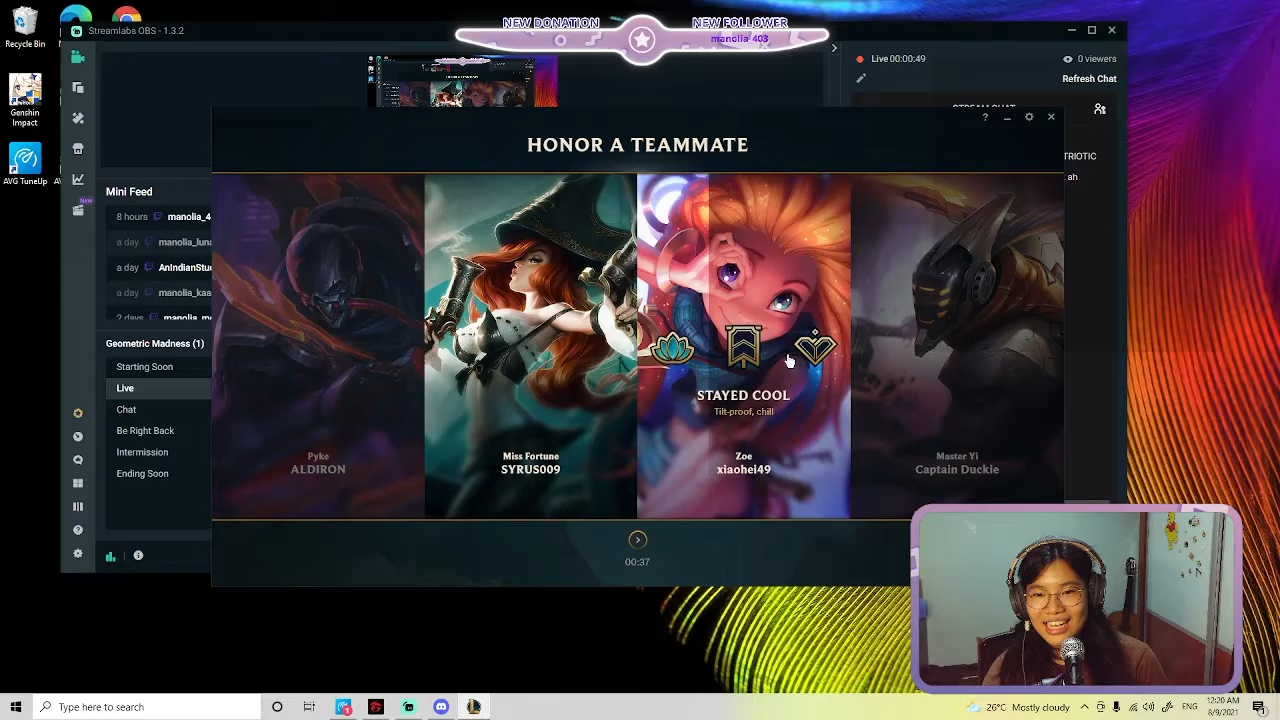 NEW DONATION
NEW FOLLOWER
manolia 403
Recycle Bin
Genshin
Impact
AVG TuneUp
Streamlabs OBS - 1.3.2
Live 00:00:49
0 viewers
Refresh Chat
TRIOTIC
ah
New
Mini Feed
8 hours manolia_4
a day manolia_luna
a day AnIndianStu
a day manolia_kaa
Geometric Madness (1)
Starting Soon
Live
Chat
Be Right Back
Intermission
Ending Soon
?
HONOR A TEAMMATE
Pyke
ALDIRON
Miss Fortune
SYRUS009
STAYED COOL
Tilt-proof, chill
Zoe
xiaohei49
Master Yi
Captain Duckie
00:37
Type here to search
26°C Mostly cloudy
ENG
12:20 AM
8/9/2021